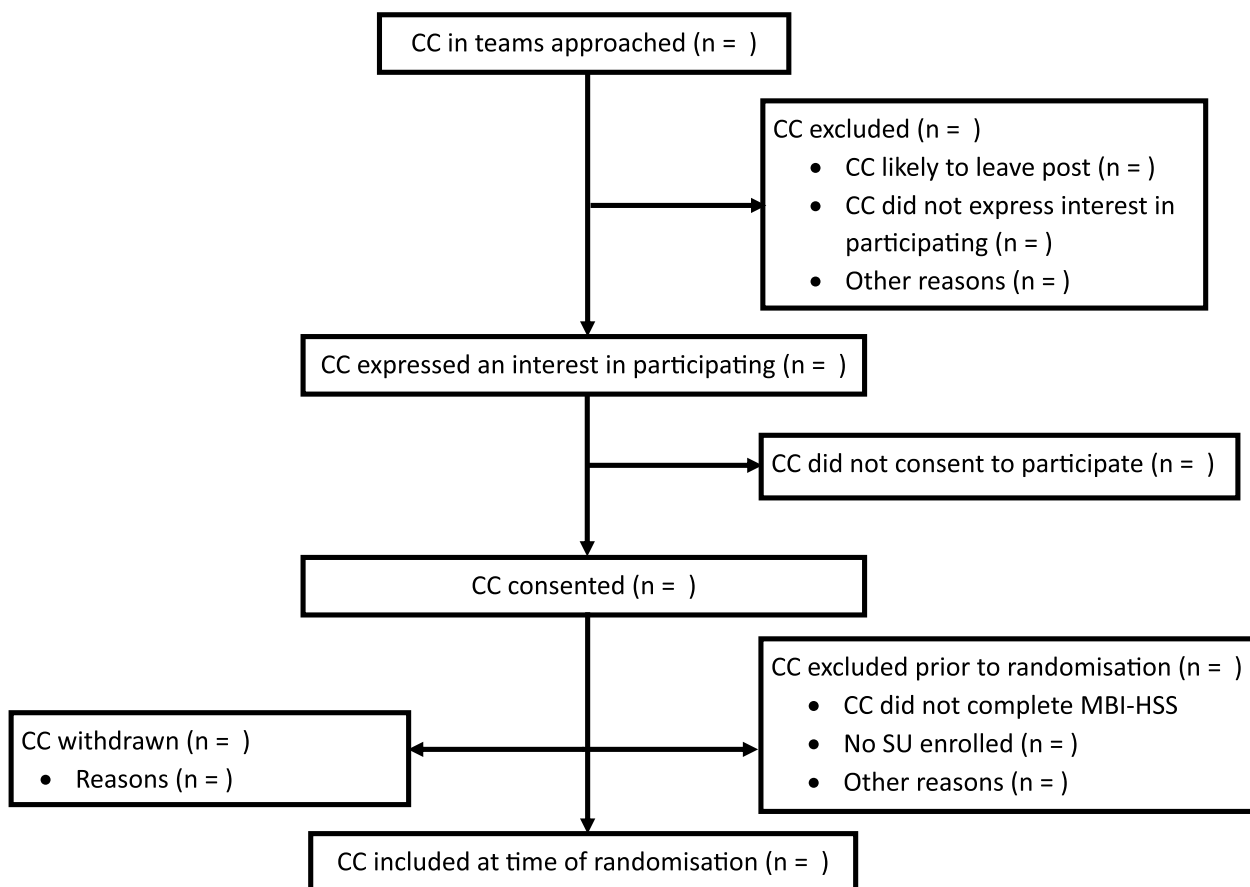 CC in teams approached (n =  )
CC excluded (n =  )
• CC likely to leave post (n = )
• CC did not express interest in
participating (n = )
• Other reasons (n = )
CC expressed an interest in participating (n =  )
CC did not consent to participate (n =  )
CC consented (n =  )
CC excluded prior to randomisation (n =  )
• CC did not complete MBI-HSS
• No SU enrolled (n = )
• Other reasons (n = )
CC withdrawn (n =  )
• Reasons (n = )
CC included at time of randomisation (n =  )